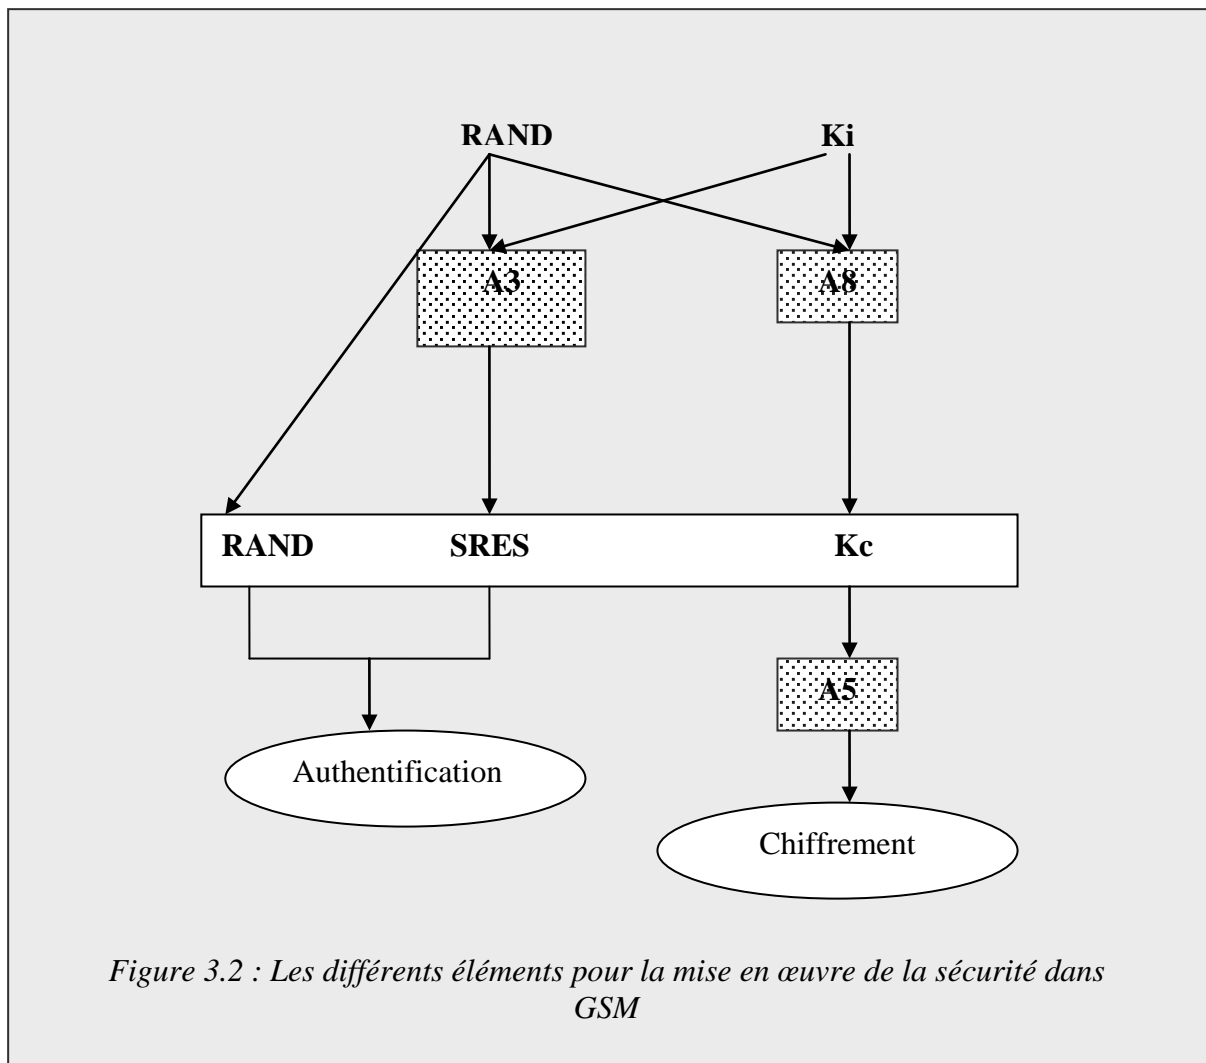 RAND Ki
A3 A8
RAND SRES Kc
A5
Authentification
Chiffrement
Figure 3.2 : Les différents éléments pour la mise en œuvre de la sécurité dans
GSM